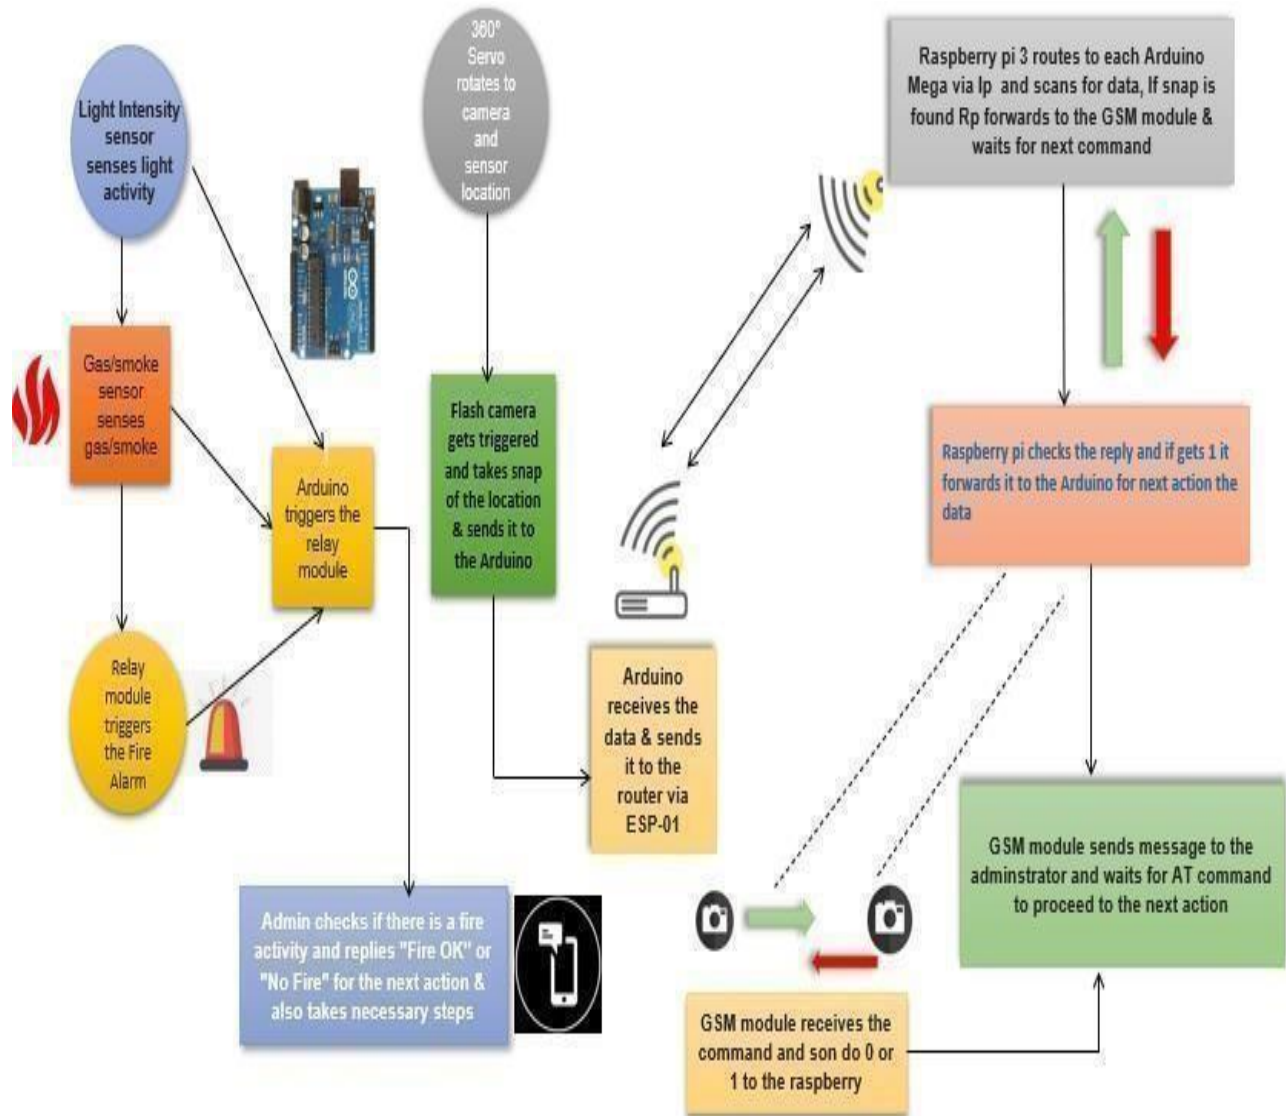 Light Intensity
sensor
senses light
activity
360°
Servo
rotates to
camera
and
sensor
location
Raspberry pi 3 routes to each Arduino
Mega via Ip and scans for data, If snap is
found Rp forwards to the GSM module &
waits for next command
Gas/smoke
sensor
senses
gas/smoke
Arduino
triggers the
relay
module
Flash camera
gets triggered
and takes snap
of the location
& sends it to
the Arduino
Raspberry pi checks the reply and if gets 1 it
forwards it to the Arduino for next action the
data
Relay
module
triggers
the Fire
Alarm
Arduino
receives the
data & sends
it to the
router via
ESP-01
GSM module sends message to the
adminstrator and waits for AT command
to proceed to the next action
Admin checks if there is a fire
activity and replies "Fire OK" or
"No Fire" for the next action &
also takes necessary steps
GSM module receives the
command and son do 0 or
1 to the raspberry